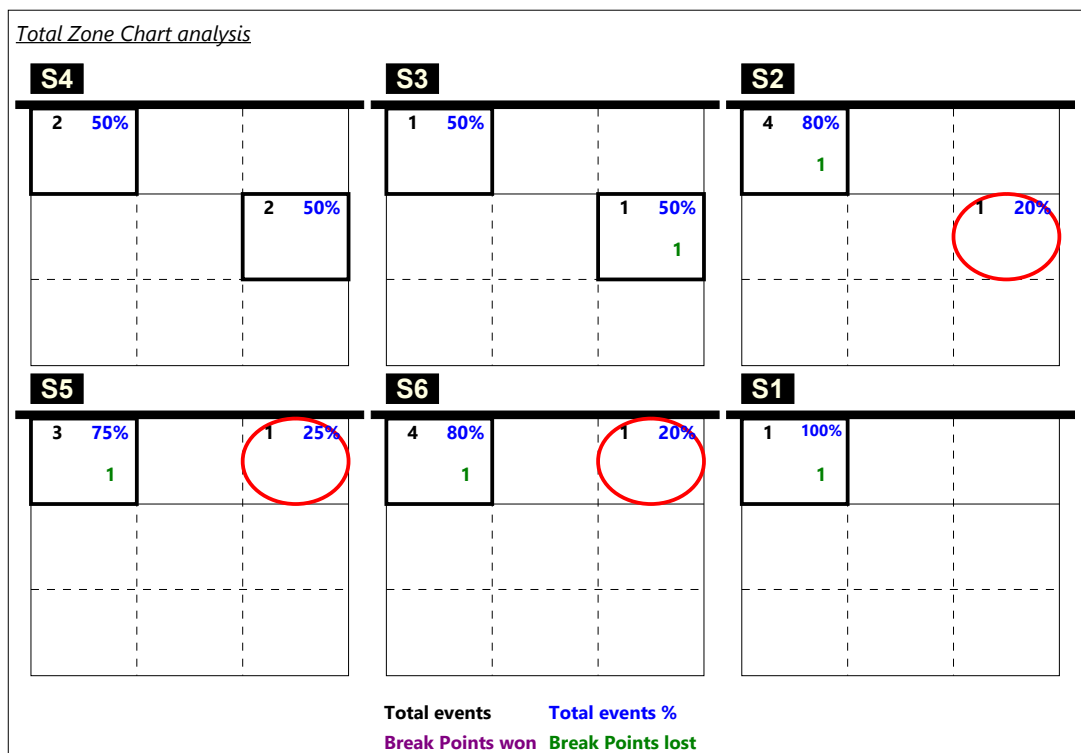 Total Zone Chart analysis
S4 S3 S2
2 50% 1 50% 4 80%
1
2 50% 1 50% 1 20%
1
S5 S6 S1
3 75% 1 25% 4 80% 1 20% 1 100%
1 1 1
Total events Total events %
Break Points won Break Points lost